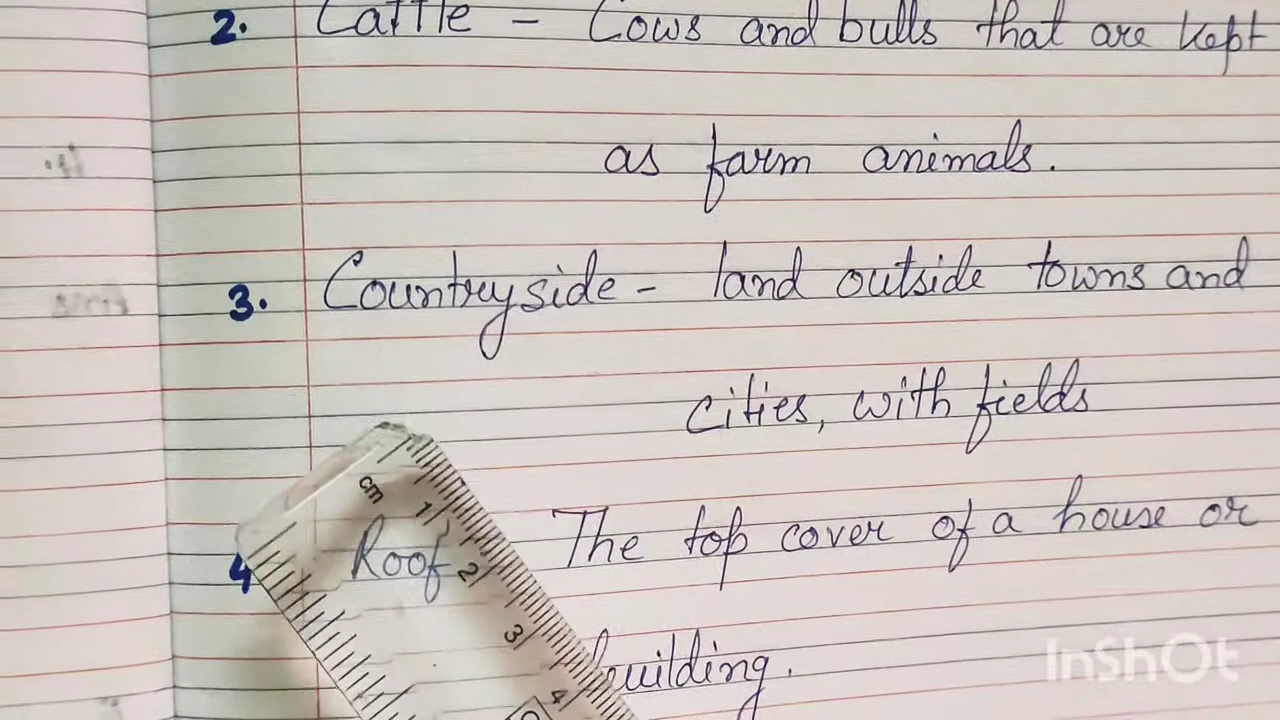 2. Cattle - Cows and bulls that are kept
as farm animals.
3. Countryside - land outside towns and
cities, with fields
4 Roof The top cover of a house or
building.
cm 1 2 3 4
InShOt